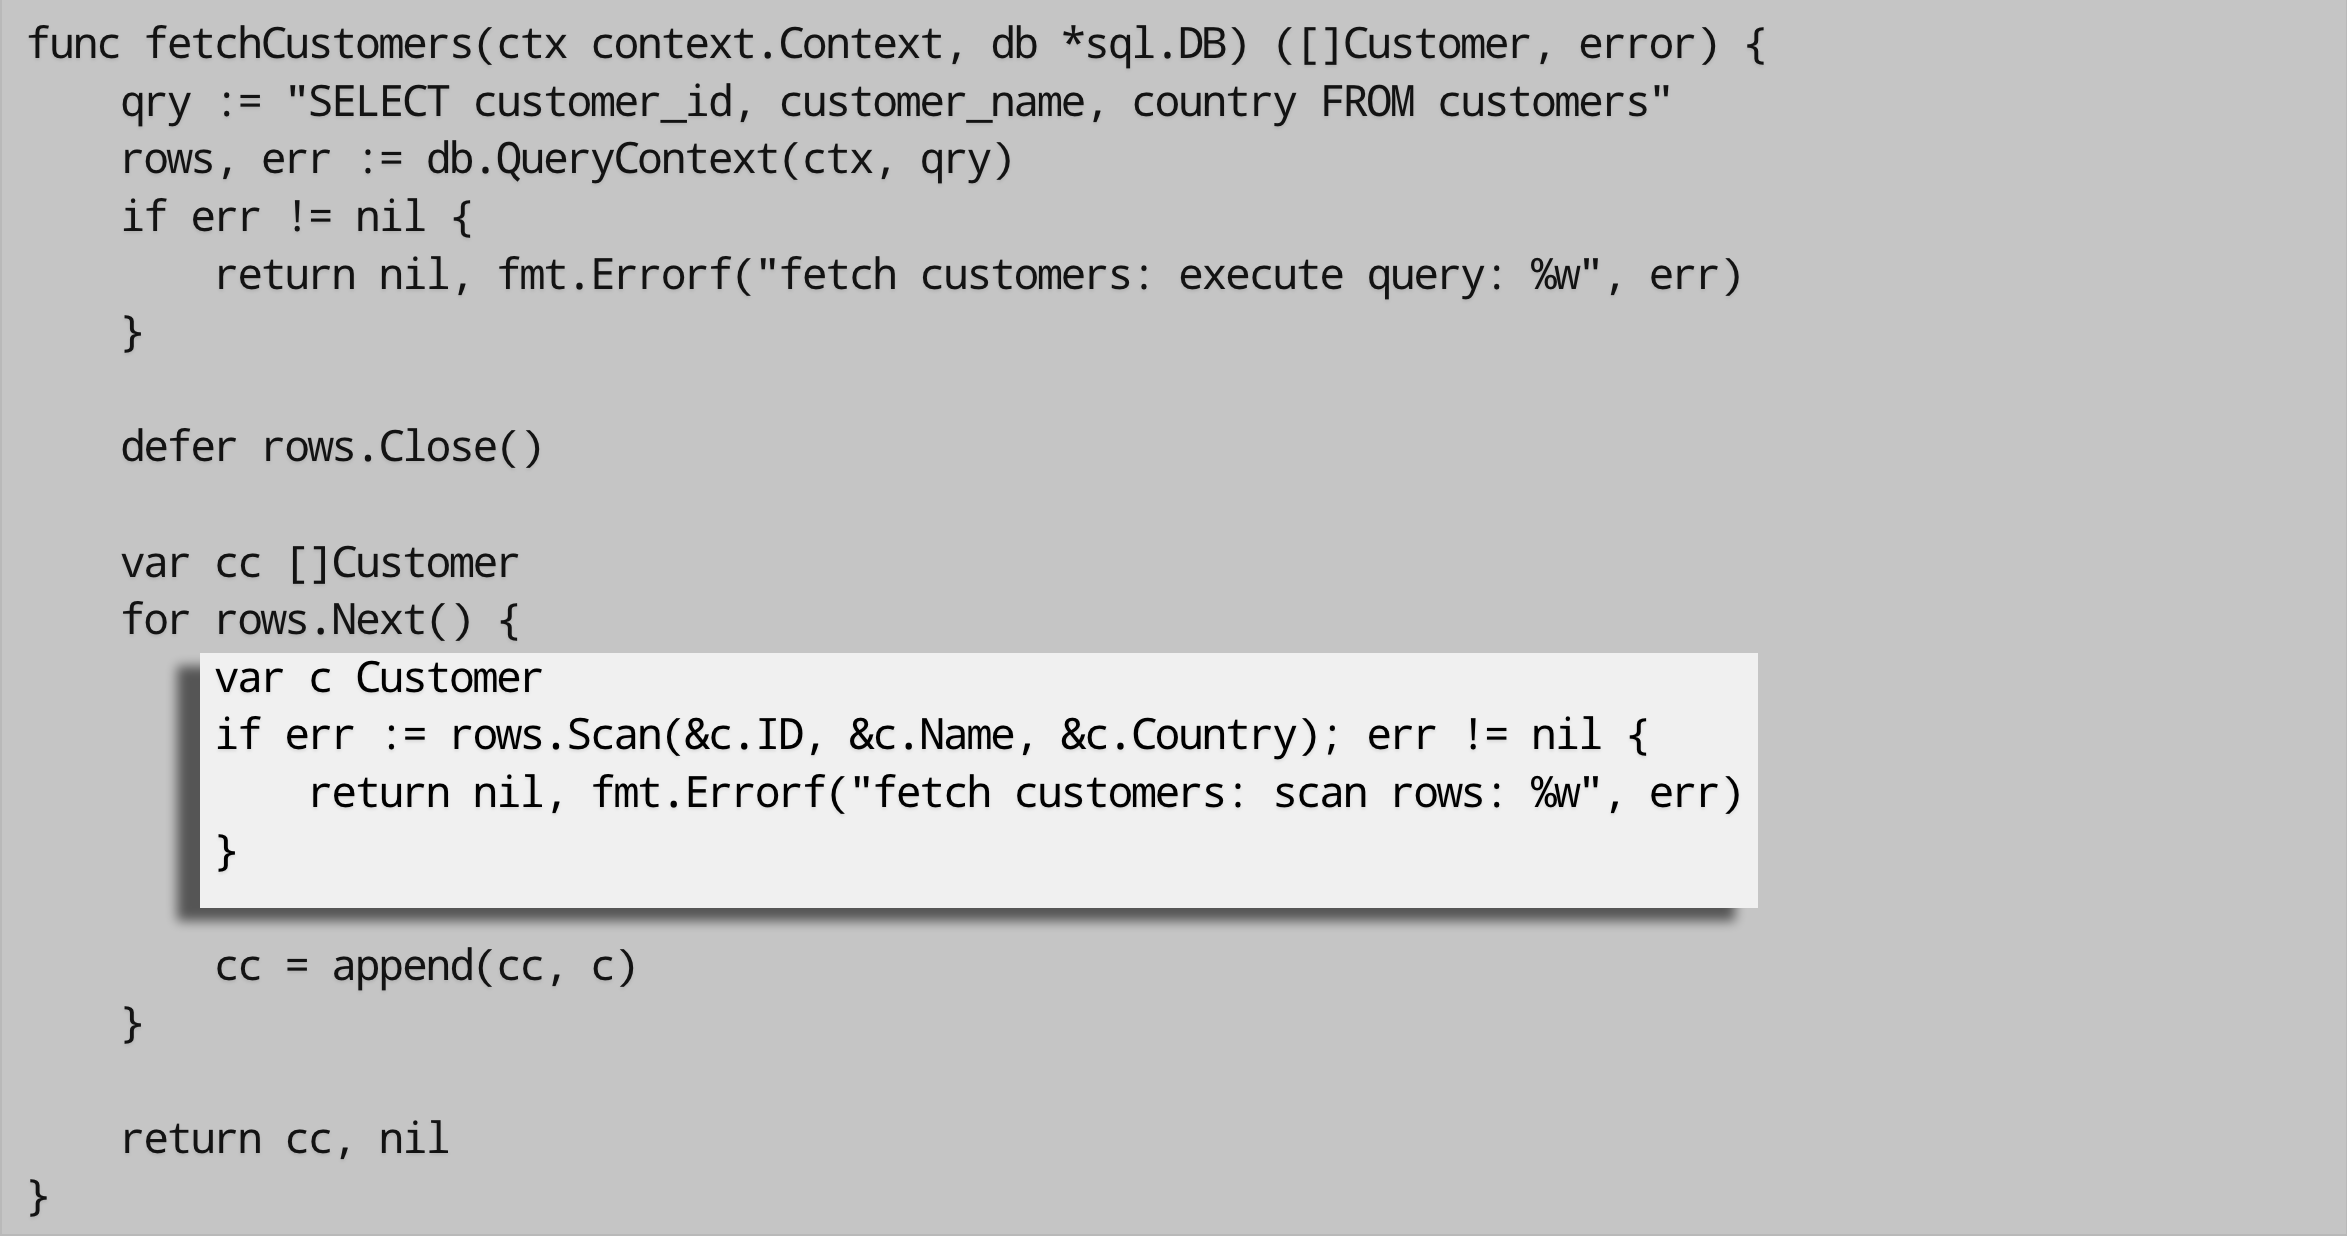 func fetchCustomers(ctx context.Context, db *sql.DB) ([]Customer, error) {
    qry := "SELECT customer_id, customer_name, country FROM customers"
    rows, err := db.QueryContext(ctx, qry)
    if err != nil {
        return nil, fmt.Errorf("fetch customers: execute query: %w", err)
    }

    defer rows.Close()

    var cc []Customer
    for rows.Next() {
        var c Customer
        if err := rows.Scan(&c.ID, &c.Name, &c.Country); err != nil {
            return nil, fmt.Errorf("fetch customers: scan rows: %w", err)
        }

        cc = append(cc, c)
    }

    return cc, nil
}